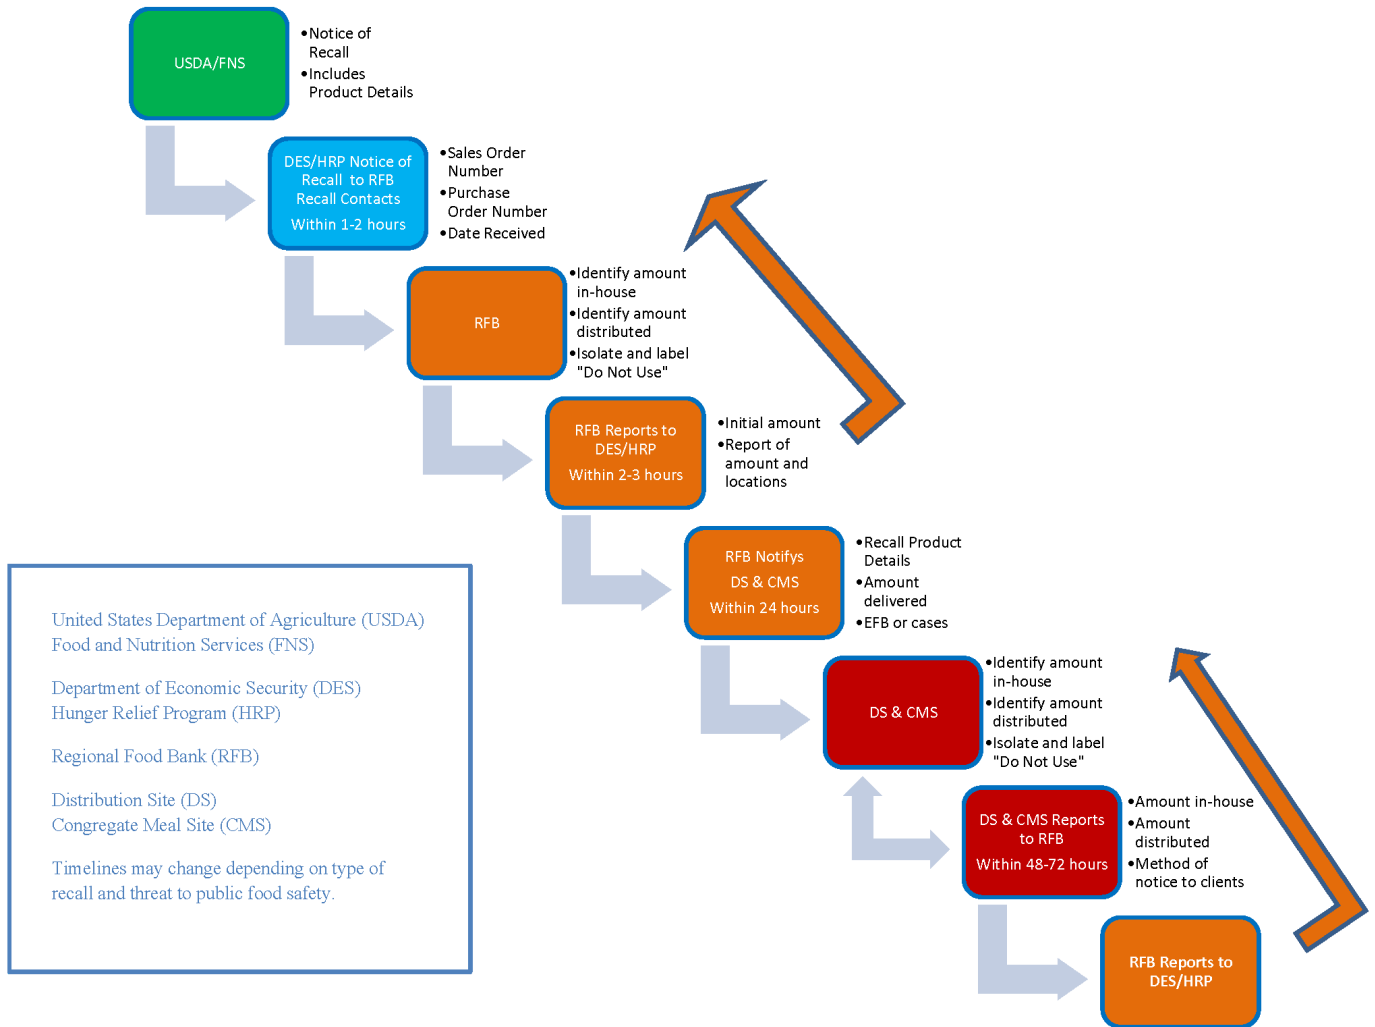 USDA/FNS
•Notice of
Recall
•Includes
Product Details
DES/HRP Notice of
Recall to RFB
Recall Contacts
Within 1-2 hours
•Sales Order
Number
•Purchase
Order Number
•Date Received
RFB
•Identify amount
in-house
•Identify amount
distributed
•Isolate and label
"Do Not Use"
RFB Reports to
DES/HRP
Within 2-3 hours
•Initial amount
•Report of
amount and
locations
RFB Notifys
DS & CMS
Within 24 hours
•Recall Product
Details
•Amount
delivered
•EFB or cases
DS & CMS
•Identify amount
in-house
•Identify amount
distributed
•Isolate and label
"Do Not Use"
DS & CMS Reports
to RFB
Within 48-72 hours
•Amount in-house
•Amount
distributed
•Method of
notice to clients
RFB Reports to
DES/HRP
United States Department of Agriculture (USDA)
Food and Nutrition Services (FNS)
Department of Economic Security (DES)
Hunger Relief Program (HRP)
Regional Food Bank (RFB)
Distribution Site (DS)
Congregate Meal Site (CMS)
Timelines may change depending on type of
recall and threat to public food safety.